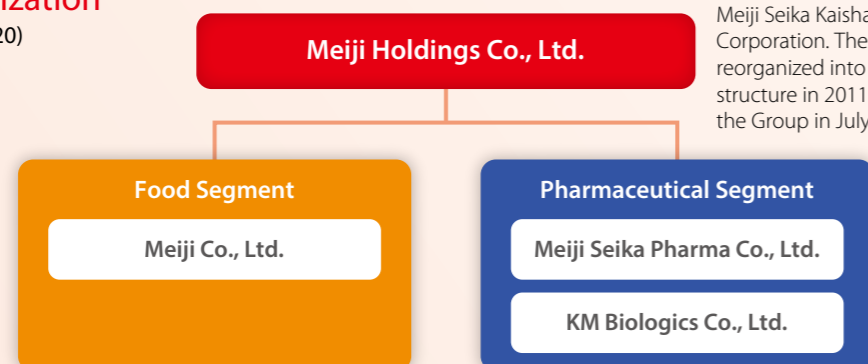 20)
Meiji Holdings Co., Ltd.
Meiji Seika Kaisha
Corporation. The
reorganized into
structure in 2011
the Group in July
Food Segment
Meiji Co., Ltd.
Pharmaceutical Segment
Meiji Seika Pharma Co., Ltd.
KM Biologics Co., Ltd.